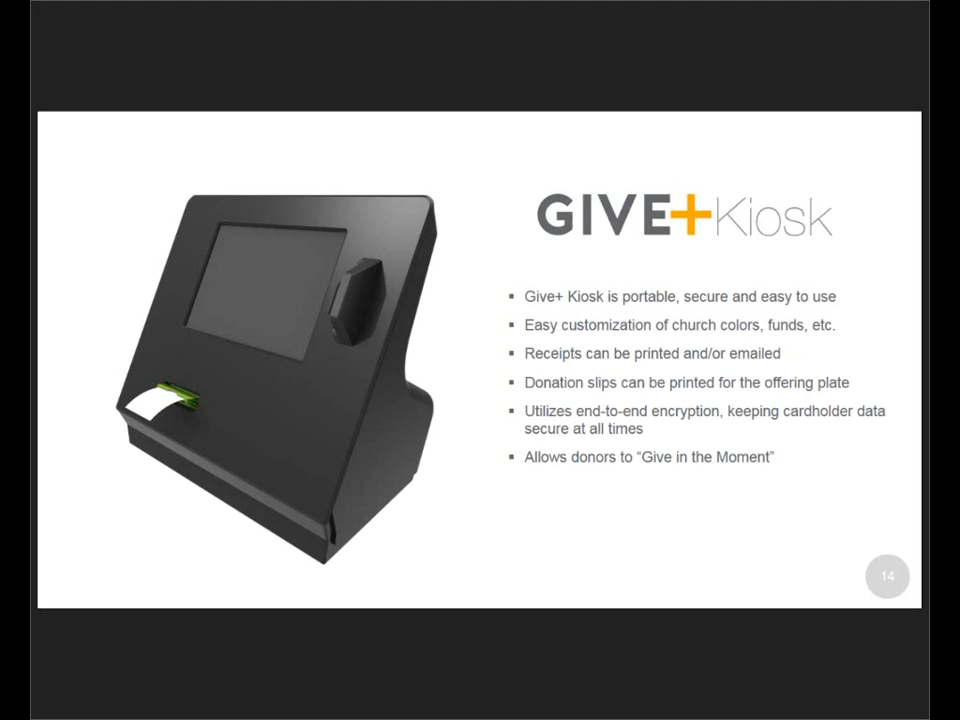 GIVE+Kiosk
▪ Give+ Kiosk is portable, secure and easy to use
▪ Easy customization of church colors, funds, etc.
▪ Receipts can be printed and/or emailed
▪ Donation slips can be printed for the offering plate
▪ Utilizes end-to-end encryption, keeping cardholder data
secure at all times
▪ Allows donors to “Give in the Moment”
14